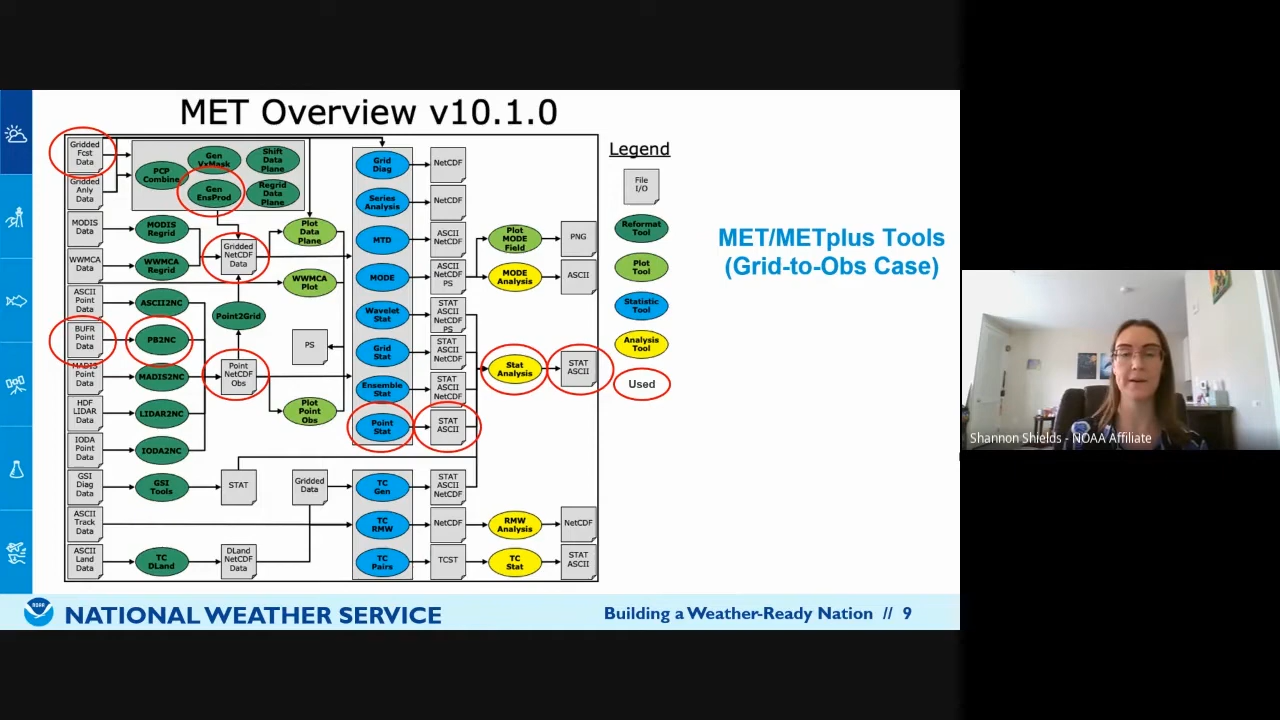 MET Overview v10.1.0
Gridded
Fcst
Data
Gridded
Anly
Data
MODIS
Data
WWMCA
Data
ASCII
Point
Data
BUFR
Point
Data
MADIS
Point
Data
HDF
LIDAR
Data
IODA
Point
Data
GSI
Diag
Data
ASCII
Track
Data
ASCII
Land
Data
PCP
Combine
Gen
VxMask
Shift
Data
Plane
Gen
EnsProd
Regrid
Data
Plane
MODIS
Regrid
WWMCA
Regrid
ASCII2NC
PB2NC
MADIS2NC
LIDAR2NC
IODA2NC
GSI
Tools
TC
DLand
Gridded
NetCDF
Data
Point2Grid
Point
NetCDF
Obs
STAT
DLand
NetCDF
Data
Plot
Data
Plane
WWMCA
Plot
PS
Plot
Point
Obs
Gridded
Data
Grid
Diag
Series
Analysis
MTD
MODE
Wavelet
Stat
Grid
Stat
Ensemble
Stat
Point
Stat
TC
Gen
TC
RMW
TC
Pairs
NetCDF
NetCDF
ASCII
NetCDF
ASCII
NetCDF
PS
STAT
ASCII
NetCDF
PS
STAT
ASCII
NetCDF
STAT
ASCII
NetCDF
STAT
ASCII
STAT
ASCII
NetCDF
NetCDF
TCST
Plot
MODE
Field
MODE
Analysis
Stat
Analysis
RMW
Analysis
TC
Stat
PNG
ASCII
STAT
ASCII
NetCDF
STAT
ASCII
Legend
File
I/O
Reformat
Tool
Plot
Tool
Statistic
Tool
Analysis
Tool
Used
MET/METplus Tools
(Grid-to-Obs Case)
Shannon Shields - NOAA Affiliate
NATIONAL WEATHER SERVICE
Building a Weather-Ready Nation // 9